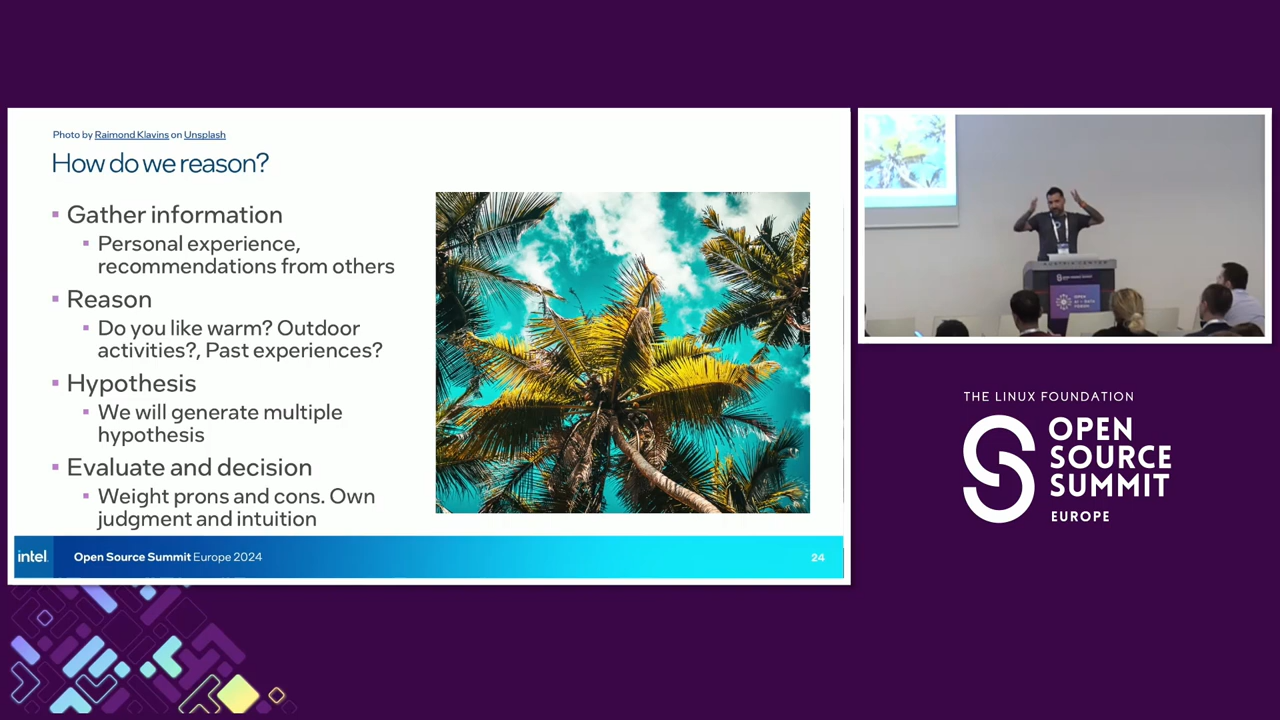 Photo by Raimond Klavins on Unsplash
How do we reason?
Gather information
Personal experience,
recommendations from others
Reason
Do you like warm? Outdoor
activities?, Past experiences?
Hypothesis
We will generate multiple
hypothesis
Evaluate and decision
Weight prons and cons. Own
judgment and intuition
intel.
Open Source Summit Europe 2024
24
AUSTRIA CENTER
THE LINUX FOUNDATION
OPEN
SOURCE
SUMMIT
EUROPE